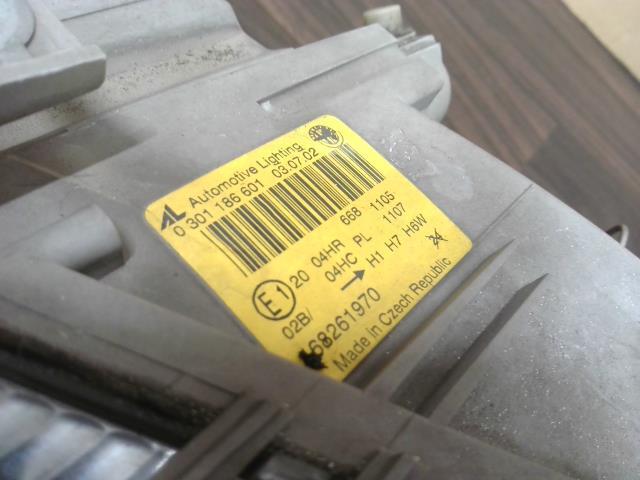 AL Automotive Lighting
0 301 186 601 03.07.02
668 1105
E1 20 04HR
04HC PL 1107
02B/ → H1 H7 H6W
68261970
Made in Czech Republic